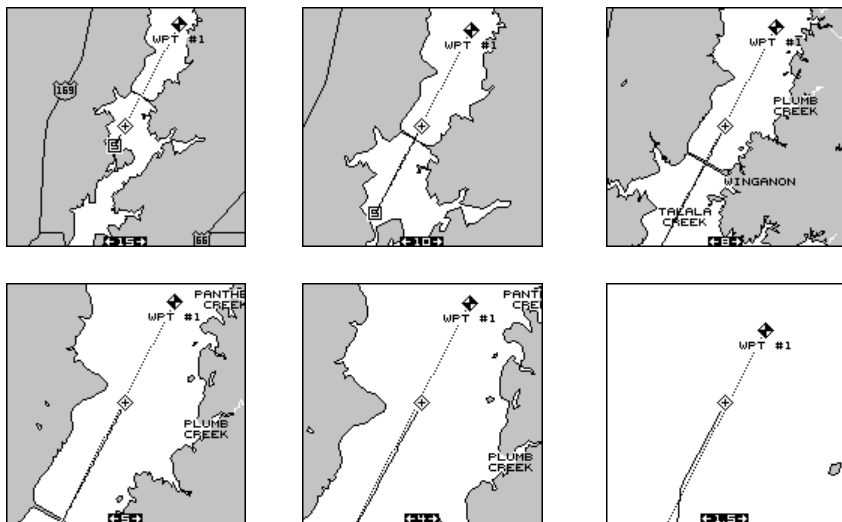 WPT #1
169
66
←15→
WPT #1
←10→
WPT #1
PLUMB
CREEK
WINGANON
TALALA
CREEK
←8→
PANTHE
CREEK
WPT #1
PLUMB
CREEK
←5→
PANT
CREE
WPT #1
PLUMB
CREEK
←4→
WPT #1
←1.5→